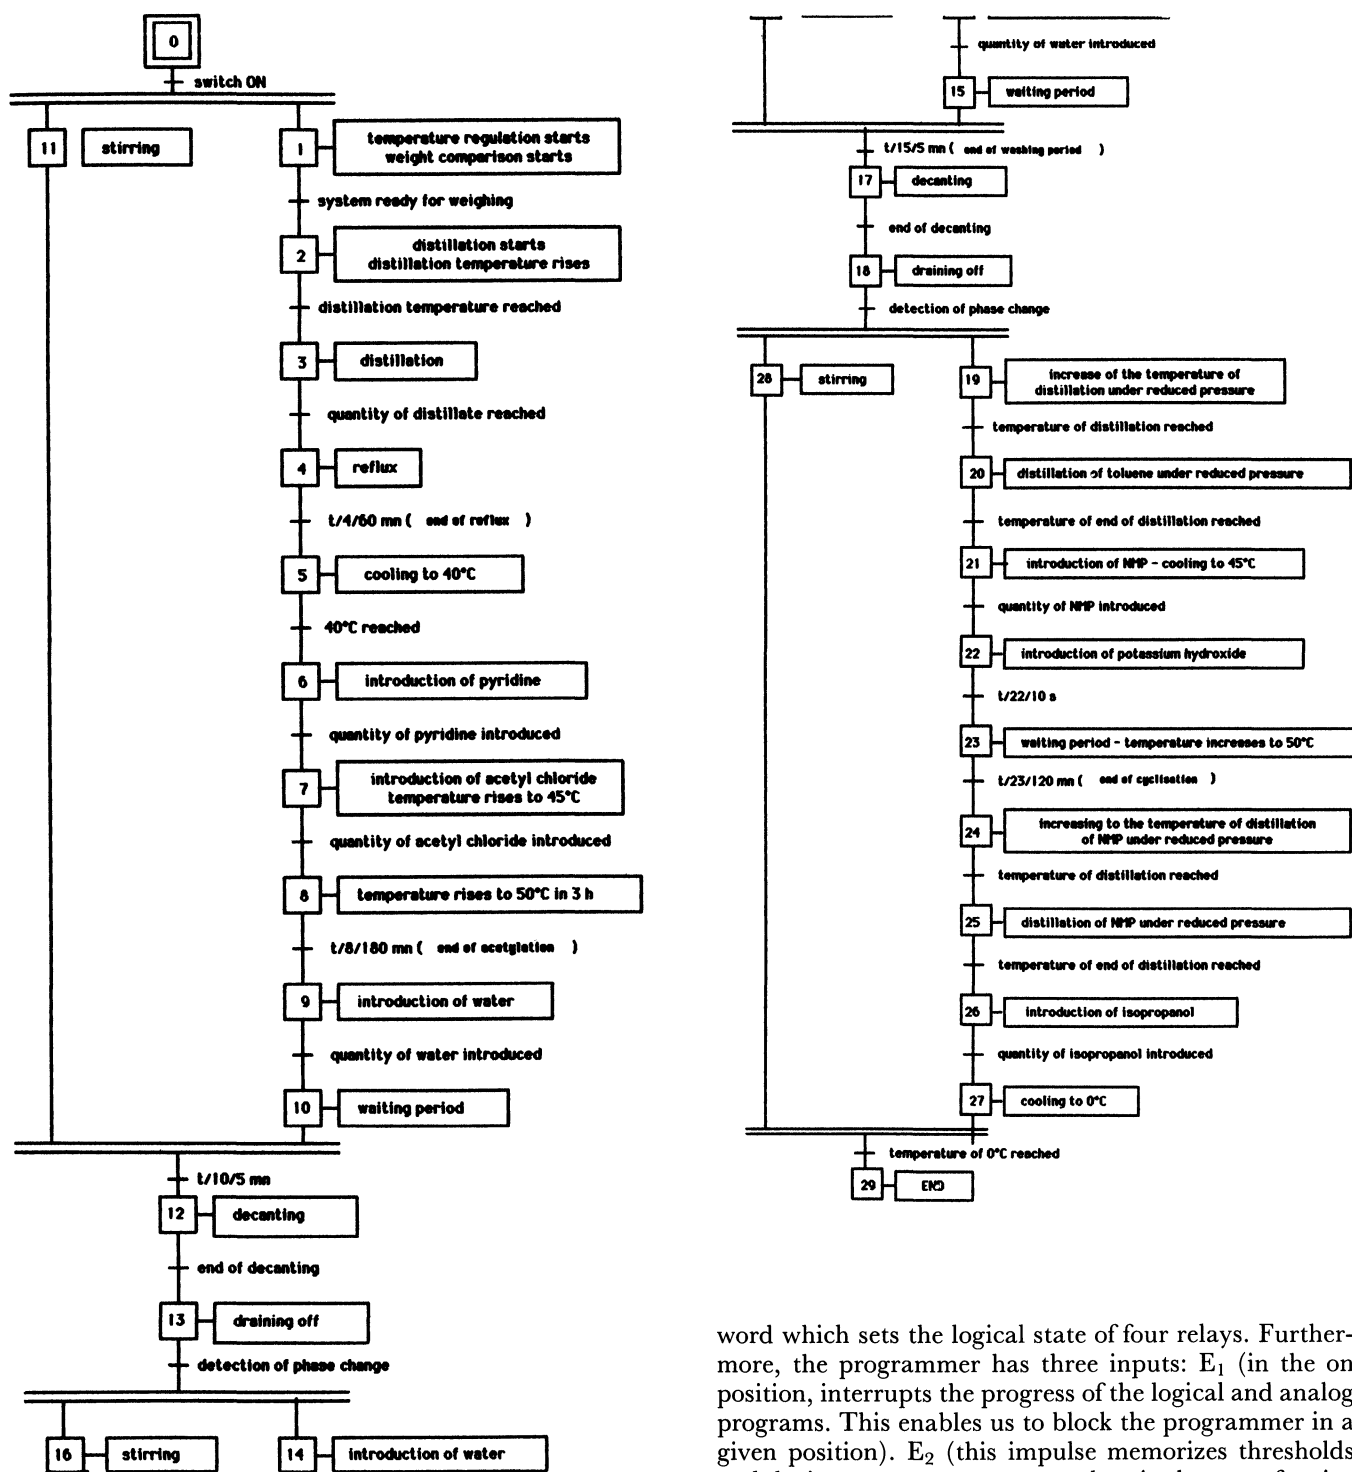 0
switch ON
11 stirring
1 temperature regulation starts
weight comparison starts
system ready for weighing
2 distillation starts
distillation temperature rises
distillation temperature reached
3 distillation
quantity of distillate reached
4 reflux
t/4/60 mn ( end of reflux )
5 cooling to 40°C
40°C reached
6 introduction of pyridine
quantity of pyridine introduced
7 introduction of acetyl chloride
temperature rises to 45°C
quantity of acetyl chloride introduced
8 temperature rises to 50°C in 3 h
t/8/180 mn ( end of acetylation )
9 introduction of water
quantity of water introduced
10 waiting period
t/10/5 mn
12 decanting
end of decanting
13 draining off
detection of phase change
16 stirring
14 introduction of water
quantity of water introduced
15 waiting period
t/15/5 mn ( end of washing period )
17 decanting
end of decanting
18 draining off
detection of phase change
28 stirring
19 increase of the temperature of
distillation under reduced pressure
temperature of distillation reached
20 distillation of toluene under reduced pressure
temperature of end of distillation reached
21 introduction of NMP - cooling to 45°C
quantity of NMP introduced
22 introduction of potassium hydroxide
t/22/10 s
23 waiting period - temperature increases to 50°C
t/23/120 mn ( end of cyclisation )
24 increasing to the temperature of distillation
of NMP under reduced pressure
temperature of distillation reached
25 distillation of NMP under reduced pressure
temperature of end of distillation reached
26 introduction of isopropanol
quantity of isopropanol introduced
27 cooling to 0°C
temperature of 0°C reached
29 END
word which sets the logical state of four relays. Further-
more, the programmer has three inputs: E₁ (in the on
position, interrupts the progress of the logical and analog
programs. This enables us to block the programmer in a
given position). E₂ (this impulse memorizes thresholds